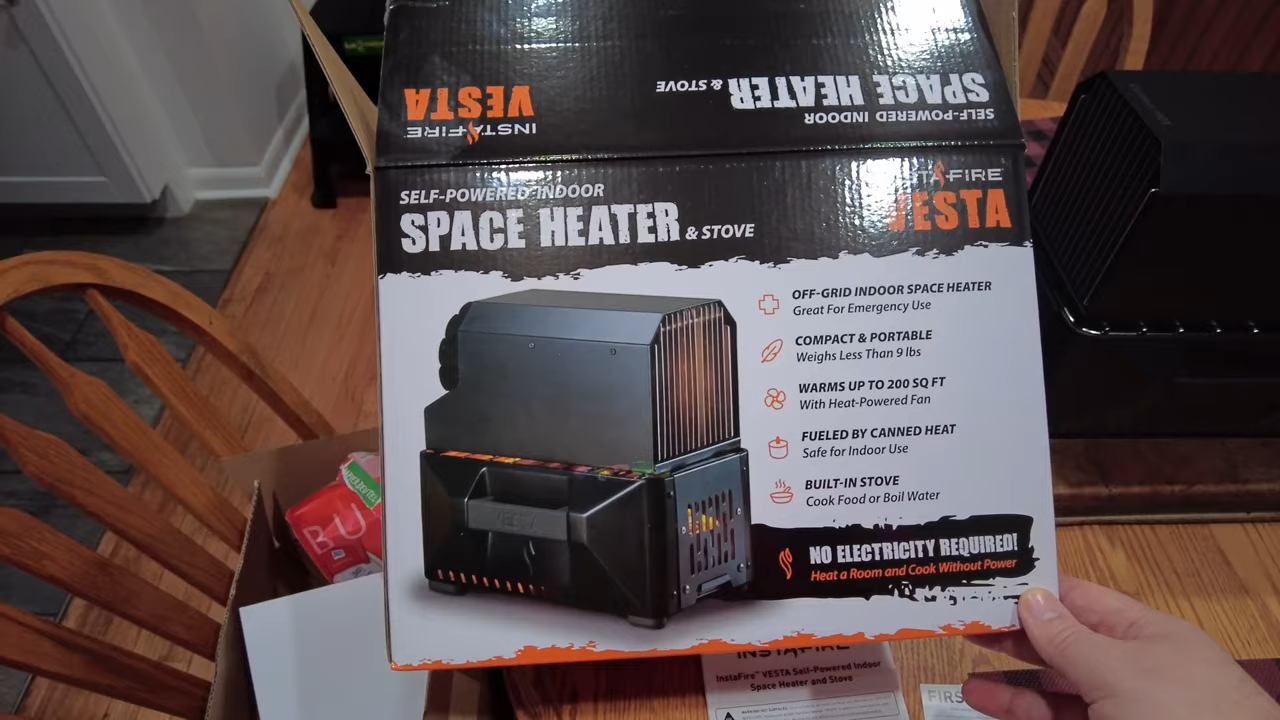 SELF-POWERED INDOOR
SPACE HEATER & STOVE
INSTAFIRE
VESTA
SELF-POWERED INDOOR
SPACE HEATER & STOVE
INSTAFIRE
VESTA
OFF-GRID INDOOR SPACE HEATER
Great For Emergency Use
COMPACT & PORTABLE
Weighs Less Than 9 lbs
WARMS UP TO 200 SQ FT
With Heat-Powered Fan
FUELED BY CANNED HEAT
Safe for Indoor Use
BUILT-IN STOVE
Cook Food or Boil Water
NO ELECTRICITY REQUIRED!
Heat a Room and Cook Without Power
INSTAFIRE
InstaFire™ VESTA Self-Powered Indoor
Space Heater and Stove
FIRS